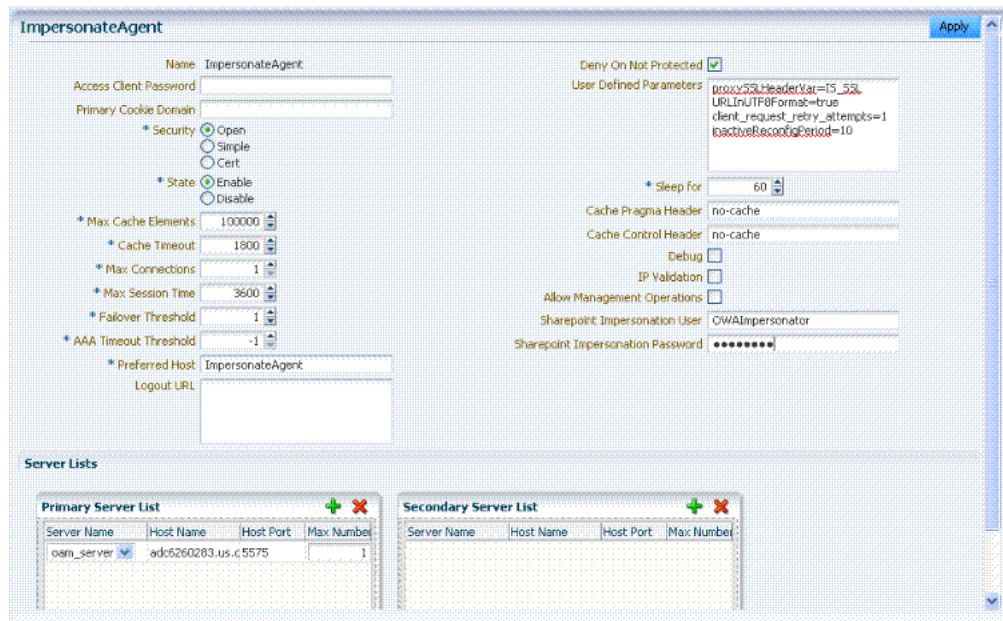 ImpersonateAgent
Apply
Name ImpersonateAgent
Access Client Password
Primary Cookie Domain
* Security Open
Simple
Cert
* State Enable
Disable
* Max Cache Elements 100000
* Cache Timeout 1800
* Max Connections 1
* Max Session Time 3600
* Failover Threshold 1
* AAA Timeout Threshold -1
* Preferred Host ImpersonateAgent
Logout URL
Deny On Not Protected
User Defined Parameters
proxySSLHeaderVar=IS_SSL
URLInUTF8Format=true
client_request_retry_attempts=1
inactiveReconfigPeriod=10
* Sleep for 60
Cache Pragma Header no-cache
Cache Control Header no-cache
Debug
IP Validation
Allow Management Operations
Sharepoint Impersonation User OWAImpersonator
Sharepoint Impersonation Password ●●●●●●●●
Server Lists
Primary Server List
Server Name Host Name Host Port Max Number
oam_server adc6260283.us.c 5575 1
Secondary Server List
Server Name Host Name Host Port Max Number